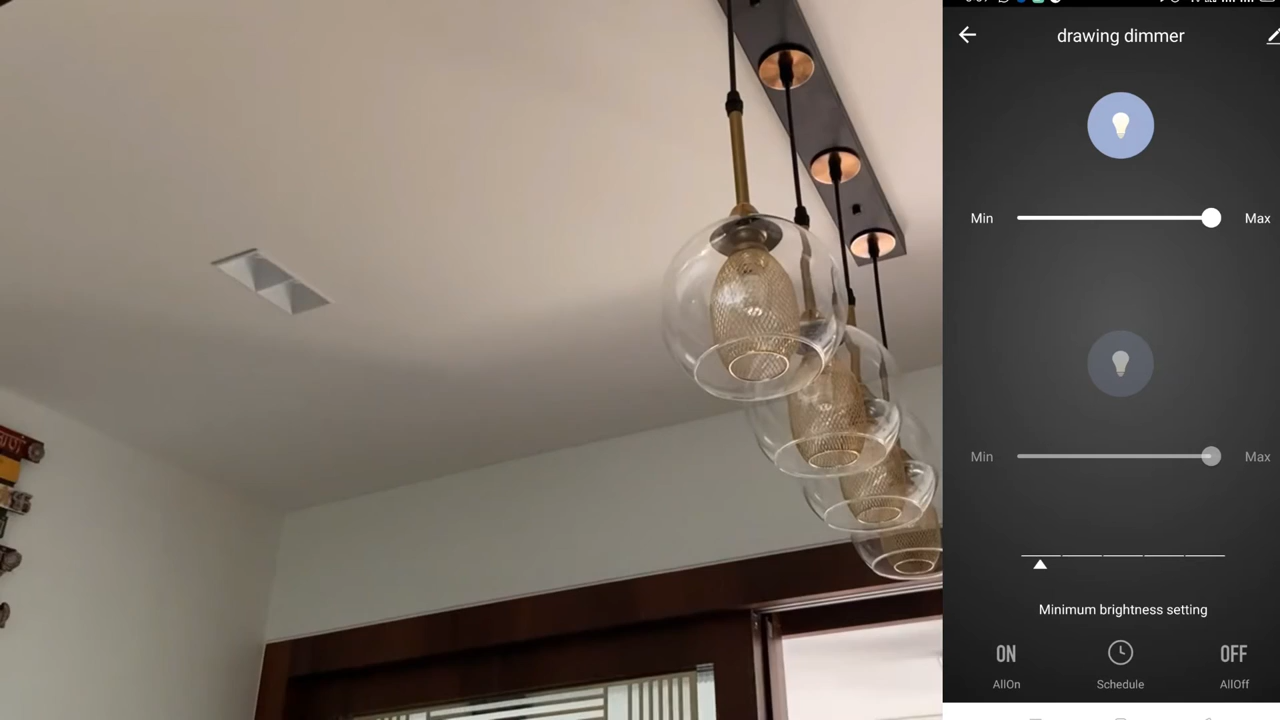 drawing dimmer
Min Max
Min Max
Minimum brightness setting
ON OFF
AllOn Schedule AllOff